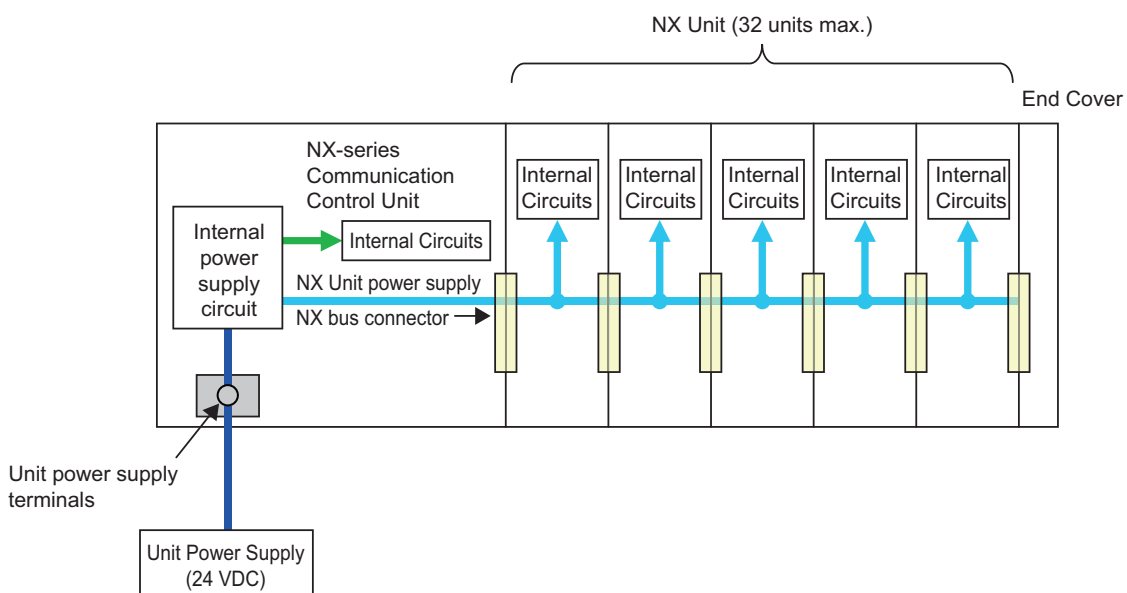 NX Unit (32 units max.)
End Cover
NX-series
Communication
Control Unit
Internal
Circuits
Internal
Circuits
Internal
Circuits
Internal
Circuits
Internal
Circuits
Internal
power
supply
circuit
Internal Circuits
NX Unit power supply
NX bus connector
Unit power supply
terminals
Unit Power Supply
(24 VDC)